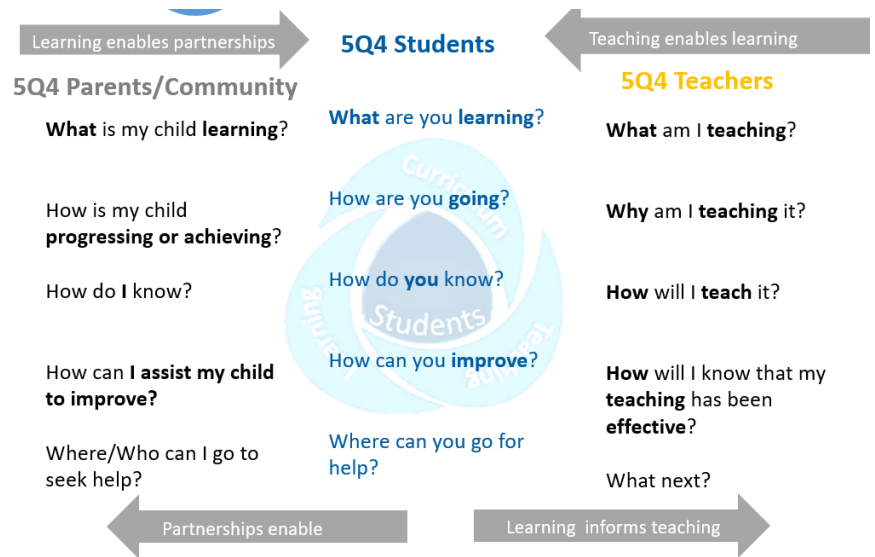 Learning enables partnerships
5Q4 Students
Teaching enables learning
5Q4 Parents/Community
What is my child learning?
How is my child
progressing or achieving?
How do I know?
How can I assist my child
to improve?
Where/Who can I go to
seek help?
What are you learning?
How are you going?
How do you know?
How can you improve?
Where can you go for
help?
5Q4 Teachers
What am I teaching?
Why am I teaching it?
How will I teach it?
How will I know that my
teaching has been
effective?
What next?
Curriculum
Learning
Teaching
Students
Partnerships enable
Learning informs teaching